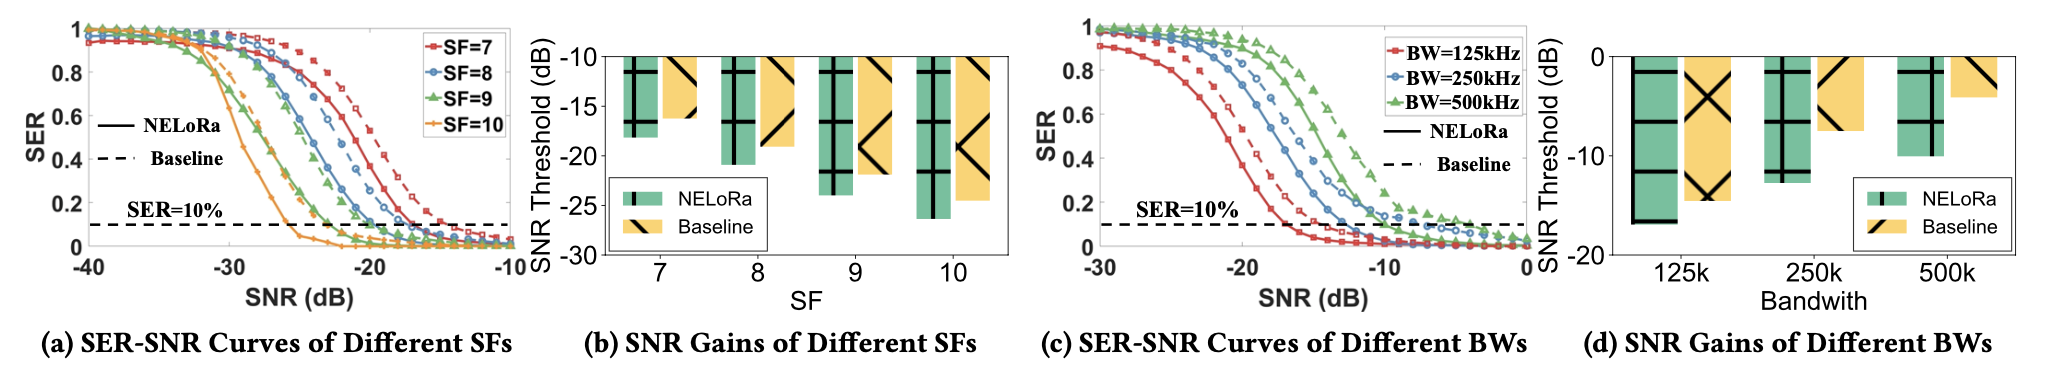 1
0.8
0.6
0.4
0.2
0
SER
-40
-30
-20
-10
SNR (dB)
SF=7
SF=8
SF=9
SF=10
NELoRa
Baseline
SER=10%
(a) SER-SNR Curves of Different SFs
SNR Threshold (dB)
-10
-15
-20
-25
-30
7
8
9
10
SF
NELoRa
Baseline
(b) SNR Gains of Different SFs
1
0.8
0.6
0.4
0.2
0
SER
-30
-20
-10
0
SNR (dB)
BW=125kHz
BW=250kHz
BW=500kHz
NELoRa
Baseline
SER=10%
(c) SER-SNR Curves of Different BWs
SNR Threshold (dB)
0
-10
-20
125k
250k
500k
Bandwith
NELoRa
Baseline
(d) SNR Gains of Different BWs